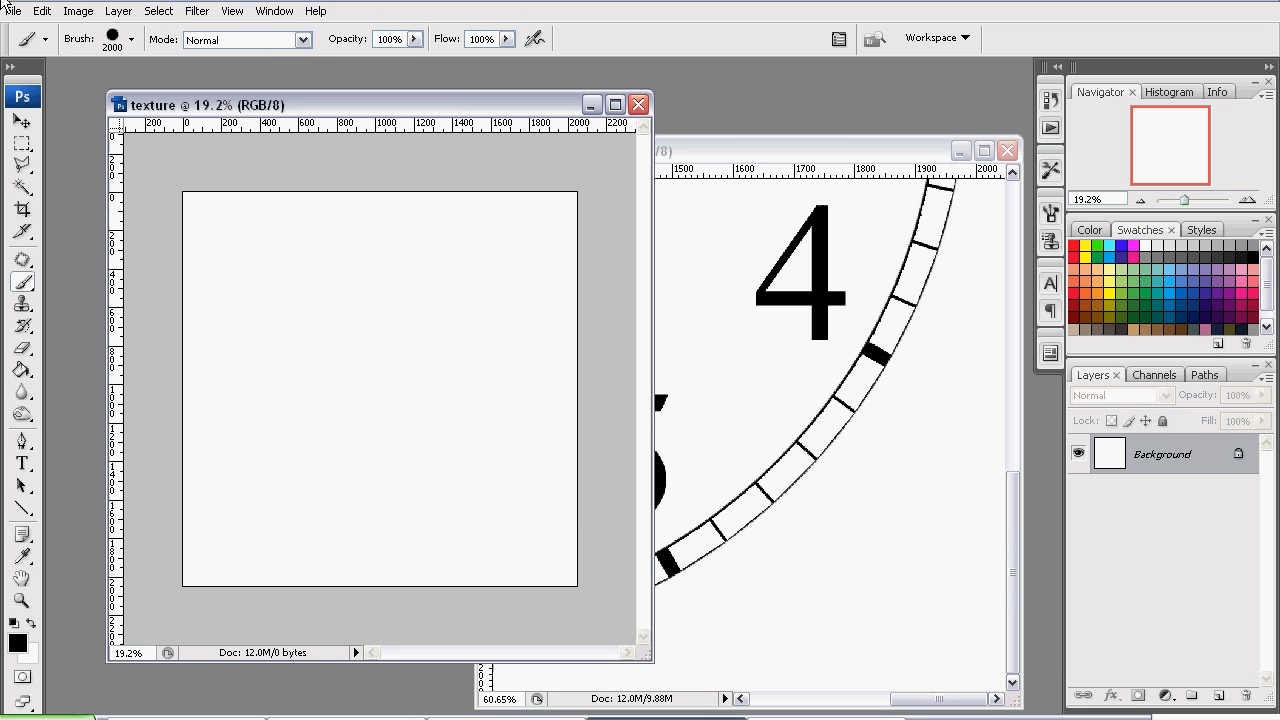 File Edit Image Layer Select Filter View Window Help
Brush: 2000 Mode: Normal Opacity: 100% Flow: 100% Workspace
Ps
texture @ 19.2% (RGB/8)
200 0 200 400 600 800 1000 1200 1400 1600 1800 2000 2200
/8)
1500 1600 1700 1800 1900 2000
4
19.2% Doc: 12.0M/0 bytes
60.65% Doc: 12.0M/9.88M
Navigator Histogram Info
19.2%
Color Swatches Styles
Layers Channels Paths
Normal Opacity: 100%
Lock: Fill: 100%
Background